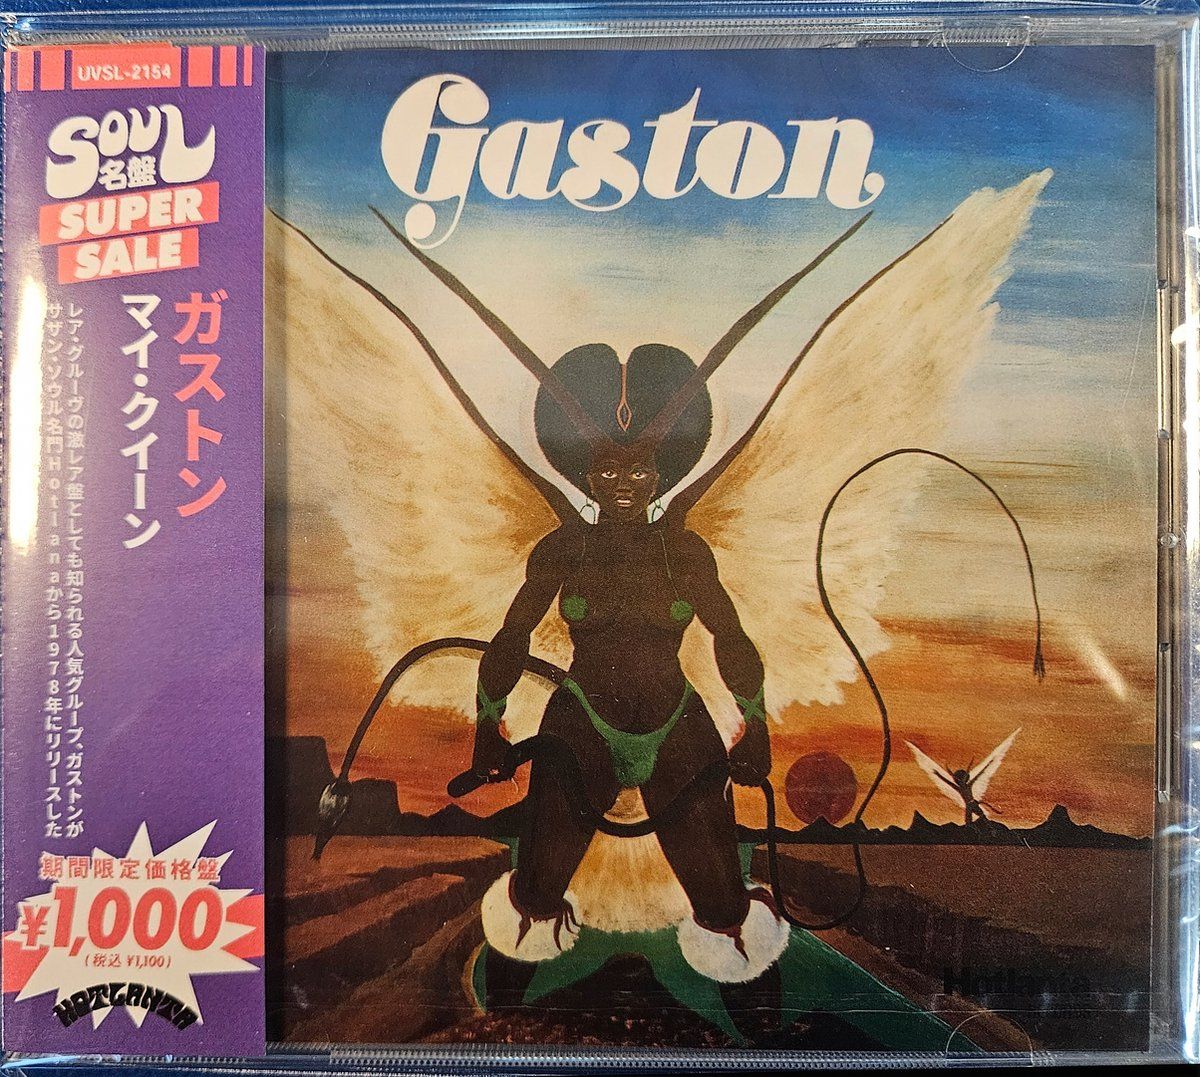 UVSL-2154
SOUL
名盤
SUPER
SALE
ガストン
マイ・クイーン
レア・グルーヴの激レア盤としても知られる人気グループ、ガストンが
サザン・ソウル名門Hotlanaから1978年にリリースした
期間限定価格盤
¥1,000
(税込 ¥1,100)
HOTLANTA
Gaston
Hotlanta